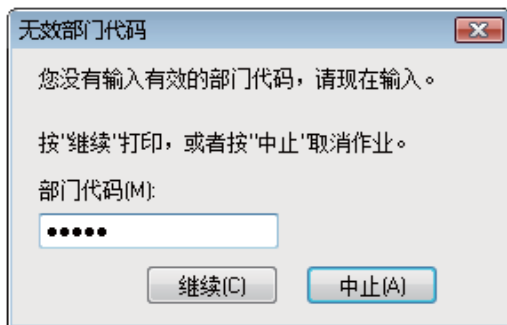 无效部门代码
您没有输入有效的部门代码，请现在输入。
按"继续"打印，或者按"中止"取消作业。
部门代码(M):
●●●●●
继续(C) 中止(A)